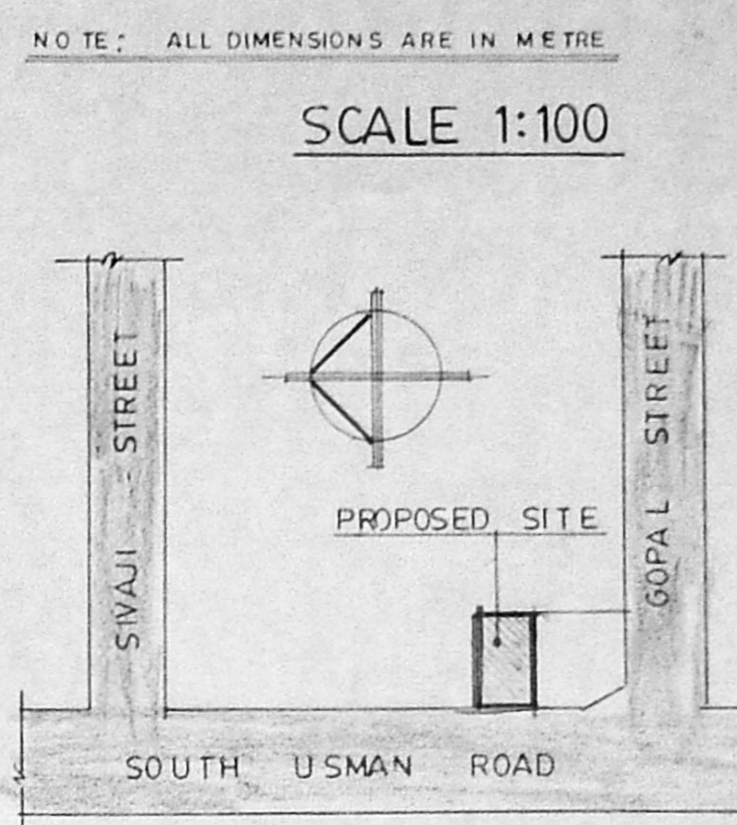 NOTE: ALL DIMENSIONS ARE IN METRE
SCALE 1:100
SIVAJI STREET
GOPAL STREET
PROPOSED SITE
SOUTH USMAN ROAD